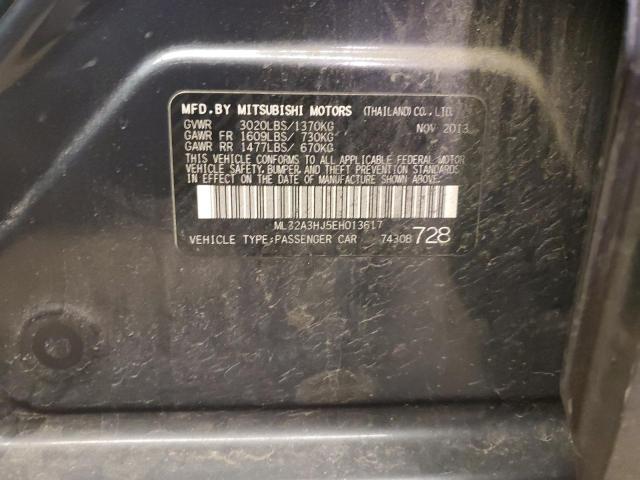 MFD.BY MITSUBISHI MOTORS (THAILAND)CO.,LTD.
GVWR 3020LBS/1370KG NOV 2013
GAWR FR 1609LBS/ 730KG
GAWR RR 1477LBS/ 670KG
THIS VEHICLE CONFORMS TO ALL APPLICABLE FEDERAL MOTOR
VEHICLE SAFETY, BUMPER, AND THEFT PREVENTION STANDARDS
IN EFFECT ON THE DATE OF MANUFACTURE SHOWN ABOVE.
ML32A3HJ5EH013617
VEHICLE TYPE:PASSENGER CAR 7430B 728